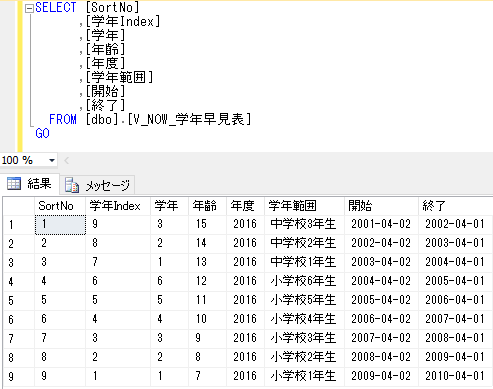 SELECT [SortNo]
,[学年Index]
,[学年]
,[年齢]
,[年度]
,[学年範囲]
,[開始]
,[終了]
FROM [dbo].[V_NOW_学年早見表]
GO
100 %
結果 メッセージ
SortNo 学年Index 学年 年齢 年度 学年範囲 開始 終了
1 1 9 3 15 2016 中学校3年生 2001-04-02 2002-04-01
2 2 8 2 14 2016 中学校2年生 2002-04-02 2003-04-01
3 3 7 1 13 2016 中学校1年生 2003-04-02 2004-04-01
4 4 6 6 12 2016 小学校6年生 2004-04-02 2005-04-01
5 5 5 5 11 2016 小学校5年生 2005-04-02 2006-04-01
6 6 4 4 10 2016 小学校4年生 2006-04-02 2007-04-01
7 7 3 3 9 2016 小学校3年生 2007-04-02 2008-04-01
8 8 2 2 8 2016 小学校2年生 2008-04-02 2009-04-01
9 9 1 1 7 2016 小学校1年生 2009-04-02 2010-04-01